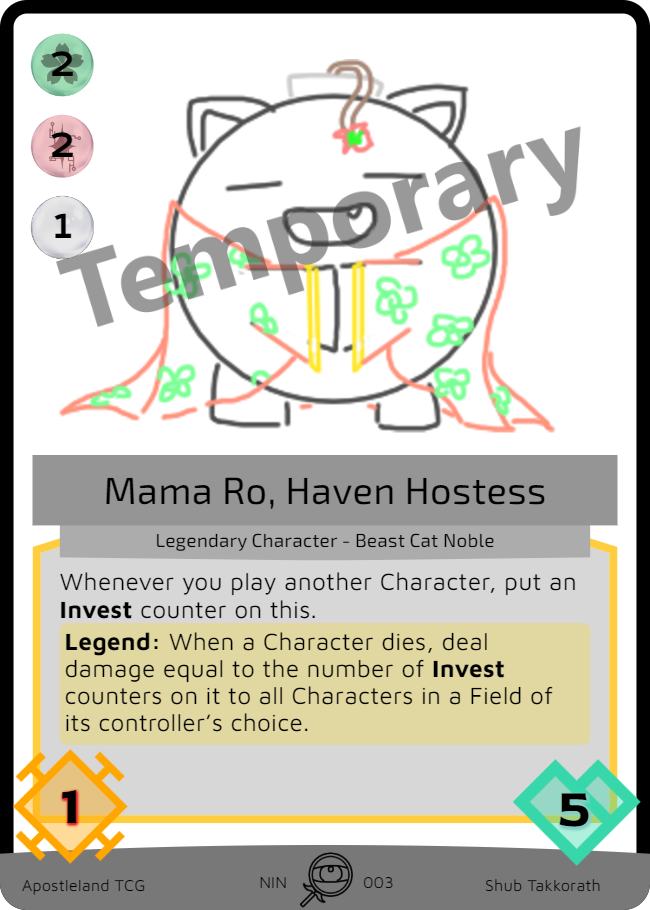 2
2
1
Temporary
Mama Ro, Haven Hostess
Legendary Character - Beast Cat Noble
Whenever you play another Character, put an
Invest counter on this.
Legend: When a Character dies, deal
damage equal to the number of Invest
counters on it to all Characters in a Field of
its controller’s choice.
1
5
Apostleland TCG
NIN
003
Shub Takkorath